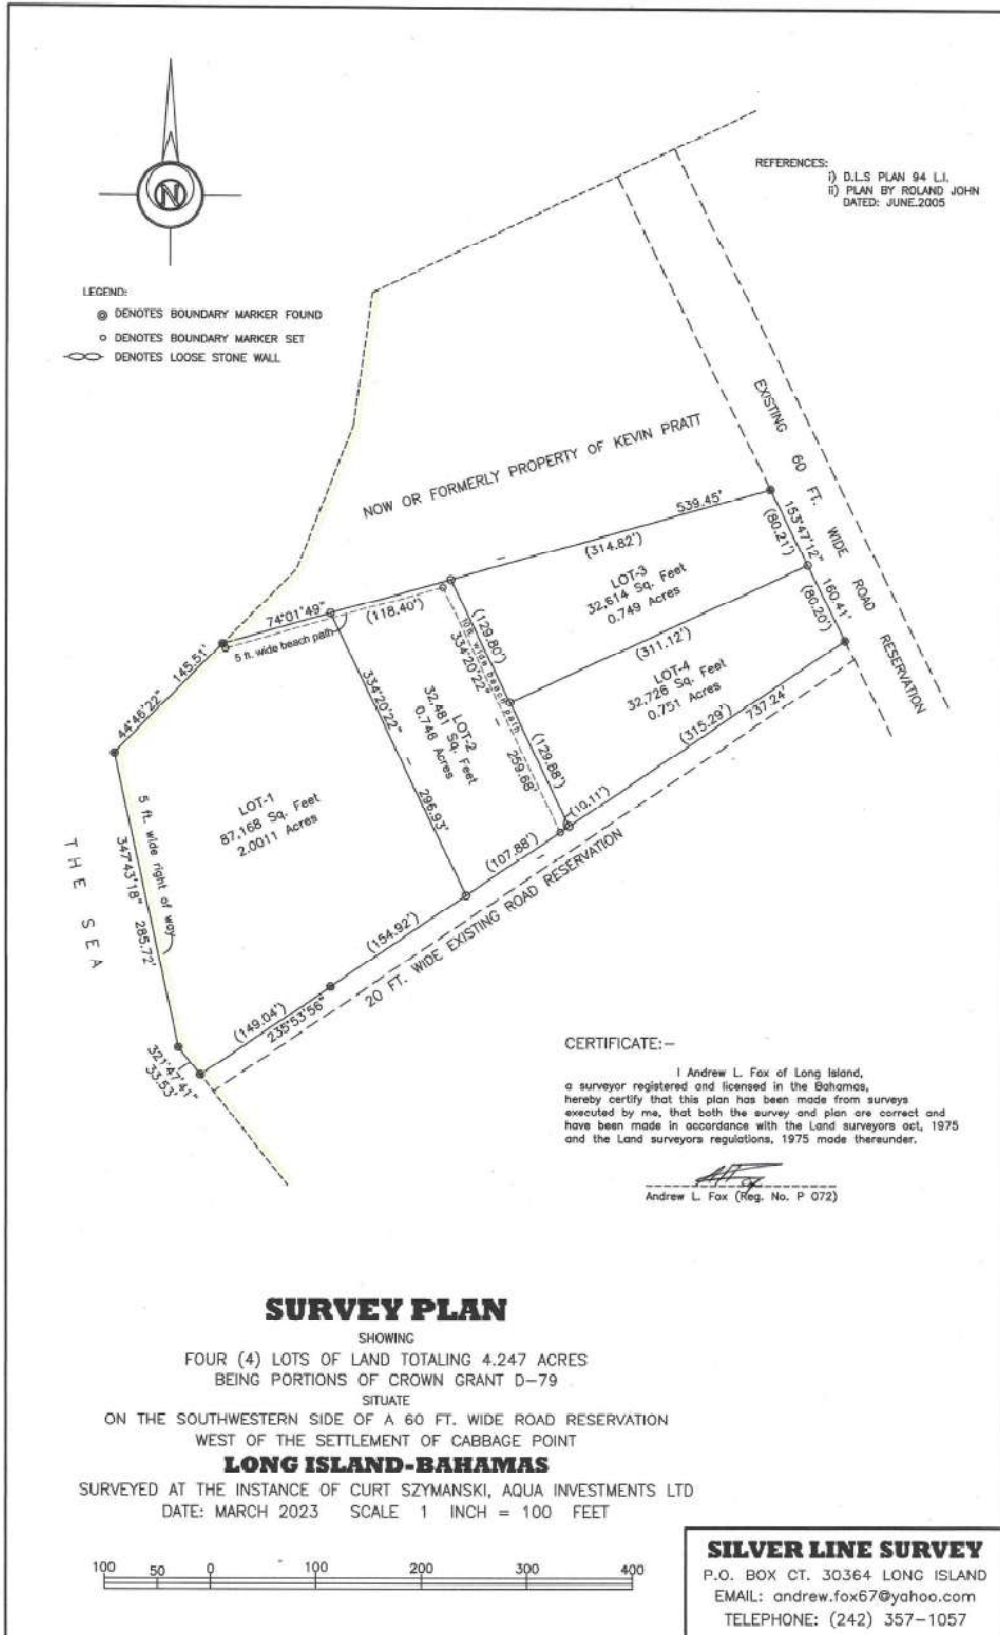 N
REFERENCES:
i) D.L.S PLAN 94 L.I.
ii) PLAN BY ROLAND JOHN
DATED: JUNE.2005
LEGEND:
DENOTES BOUNDARY MARKER FOUND
DENOTES BOUNDARY MARKER SET
DENOTES LOOSE STONE WALL
EXISTING 60 FT. WIDE ROAD RESERVATION
NOW OR FORMERLY PROPERTY OF KEVIN PRATT
539.45'
(314.82')
153°47'12" 160.41'
(80.21')
(80.20')
LOT-3
32,614 Sq. Feet
0.749 Acres
74°01'49"
(118.40')
5 ft. wide beach path
(129.80')
10ft. wide beach path
334°20'22"
259.68'
(129.88')
(311.12')
LOT-4
32,726 Sq. Feet
0.751 Acres
(315.29')
737.24'
44°46'22" 145.51'
334°20'22" 296.93'
LOT-2
32,481 Sq. Feet
0.746 Acres
LOT-1
87,168 Sq. Feet
2.0011 Acres
5 ft. wide right of way
THE SEA
347°43'18" 285.72'
(10.11')
(107.88')
(154.92')
20 FT. WIDE EXISTING ROAD RESERVATION
(149.04')
235°53'56"
321°47'41"
33.53'
CERTIFICATE:-
I Andrew L. Fox of Long Island,
a surveyor registered and licensed in the Bahamas,
hereby certify that this plan has been made from surveys
executed by me, that both the survey and plan are correct and
have been made in accordance with the Land surveyors act, 1975
and the Land surveyors regulations, 1975 made thereunder.
Andrew L. Fox (Reg. No. P 072)
SURVEY PLAN
SHOWING
FOUR (4) LOTS OF LAND TOTALING 4.247 ACRES
BEING PORTIONS OF CROWN GRANT D-79
SITUATE
ON THE SOUTHWESTERN SIDE OF A 60 FT. WIDE ROAD RESERVATION
WEST OF THE SETTLEMENT OF CABBAGE POINT
LONG ISLAND-BAHAMAS
SURVEYED AT THE INSTANCE OF CURT SZYMANSKI, AQUA INVESTMENTS LTD
DATE: MARCH 2023 SCALE 1 INCH = 100 FEET
100 50 0 100 200 300 400
SILVER LINE SURVEY
P.O. BOX CT. 30364 LONG ISLAND
EMAIL: andrew.fox67@yahoo.com
TELEPHONE: (242) 357-1057